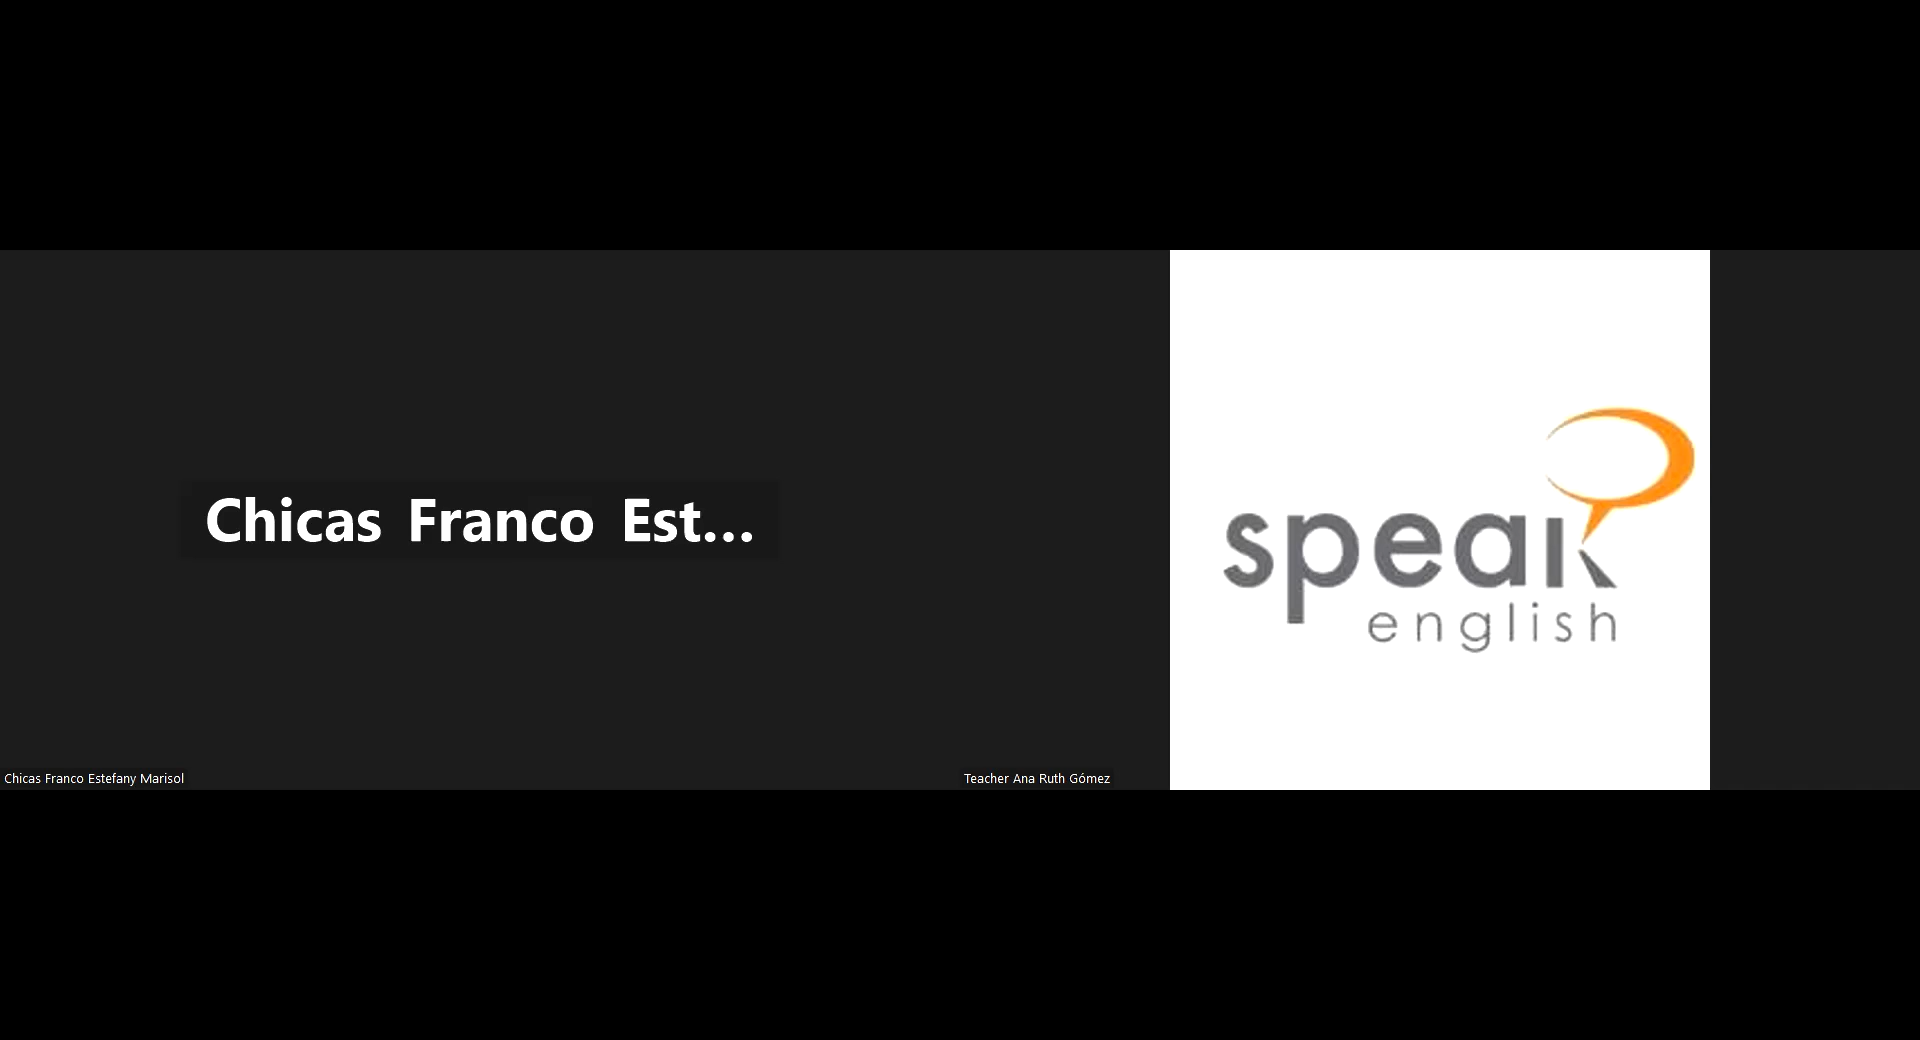 Chicas Franco Est...
speak
english
Chicas Franco Estefany Marisol
Teacher Ana Ruth Gómez